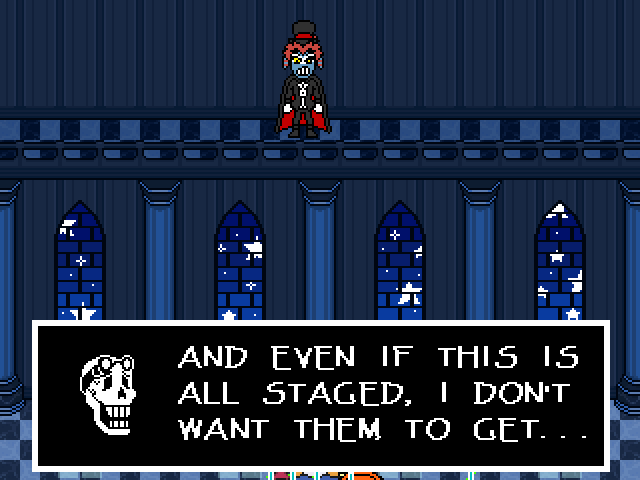 AND EVEN IF THIS IS
ALL STAGED, I DON'T
WANT THEM TO GET...